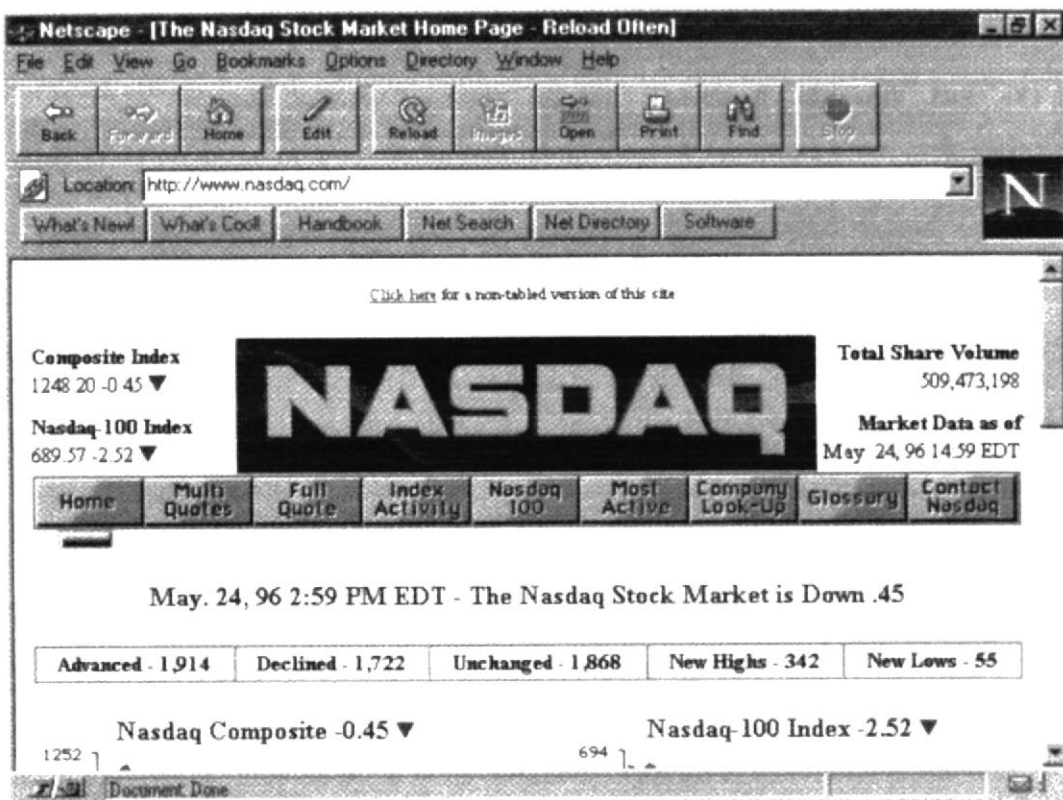 Netscape - [The Nasdaq Stock Market Home Page - Reload Often]
File Edit View Go Bookmarks Options Directory Window Help
Back Forward Home Edit Reload Images Open Print Find Stop
Location: http://www.nasdaq.com/
N
What's New! What's Cool! Handbook Net Search Net Directory Software
Click here for a non-tabled version of this site
Composite Index
1248.20 -0.45 ▼
Nasdaq-100 Index
689.57 -2.52 ▼
NASDAQ
Total Share Volume
509,473,198
Market Data as of
May 24, 96 14:59 EDT
Home
Multi Quotes
Full Quote
Index Activity
Nasdaq 100
Most Active
Company Look-Up
Glossary
Contact Nasdaq
May. 24, 96 2:59 PM EDT - The Nasdaq Stock Market is Down .45
Advanced - 1,914 Declined - 1,722 Unchanged - 1,868 New Highs - 342 New Lows - 55
Nasdaq Composite -0.45 ▼ Nasdaq-100 Index -2.52 ▼
1252 694
Document: Done